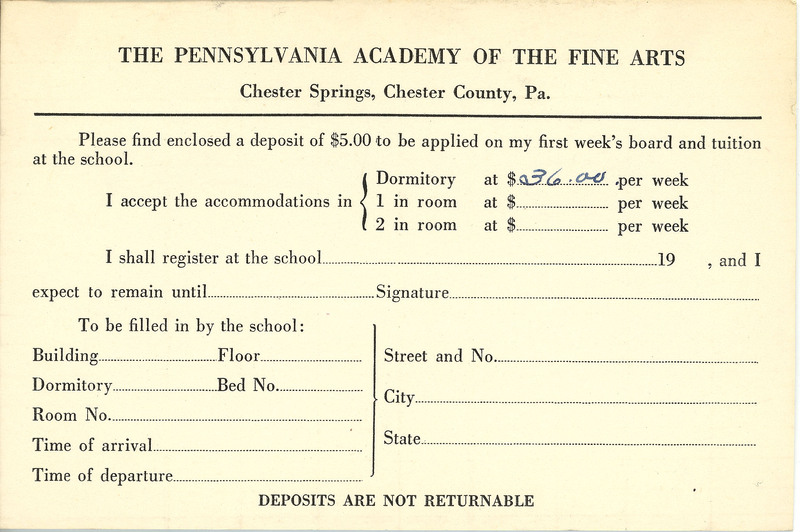 THE PENNSYLVANIA ACADEMY OF THE FINE ARTS
Chester Springs, Chester County, Pa.
Please find enclosed a deposit of $5.00 to be applied on my first week's board and tuition
at the school.
I accept the accommodations in
Dormitory at $36.00 per week
1 in room at $ per week
2 in room at $ per week
I shall register at the school 19 , and I
expect to remain until Signature
To be filled in by the school:
Building Floor
Dormitory Bed No.
Room No.
Time of arrival
Time of departure
Street and No.
City
State
DEPOSITS ARE NOT RETURNABLE